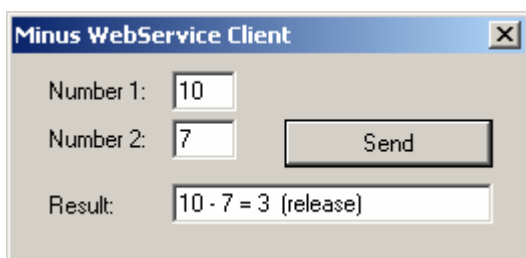 Minus WebService Client
Number 1: 10
Number 2: 7
Send
Result: 10 - 7 = 3 (release)